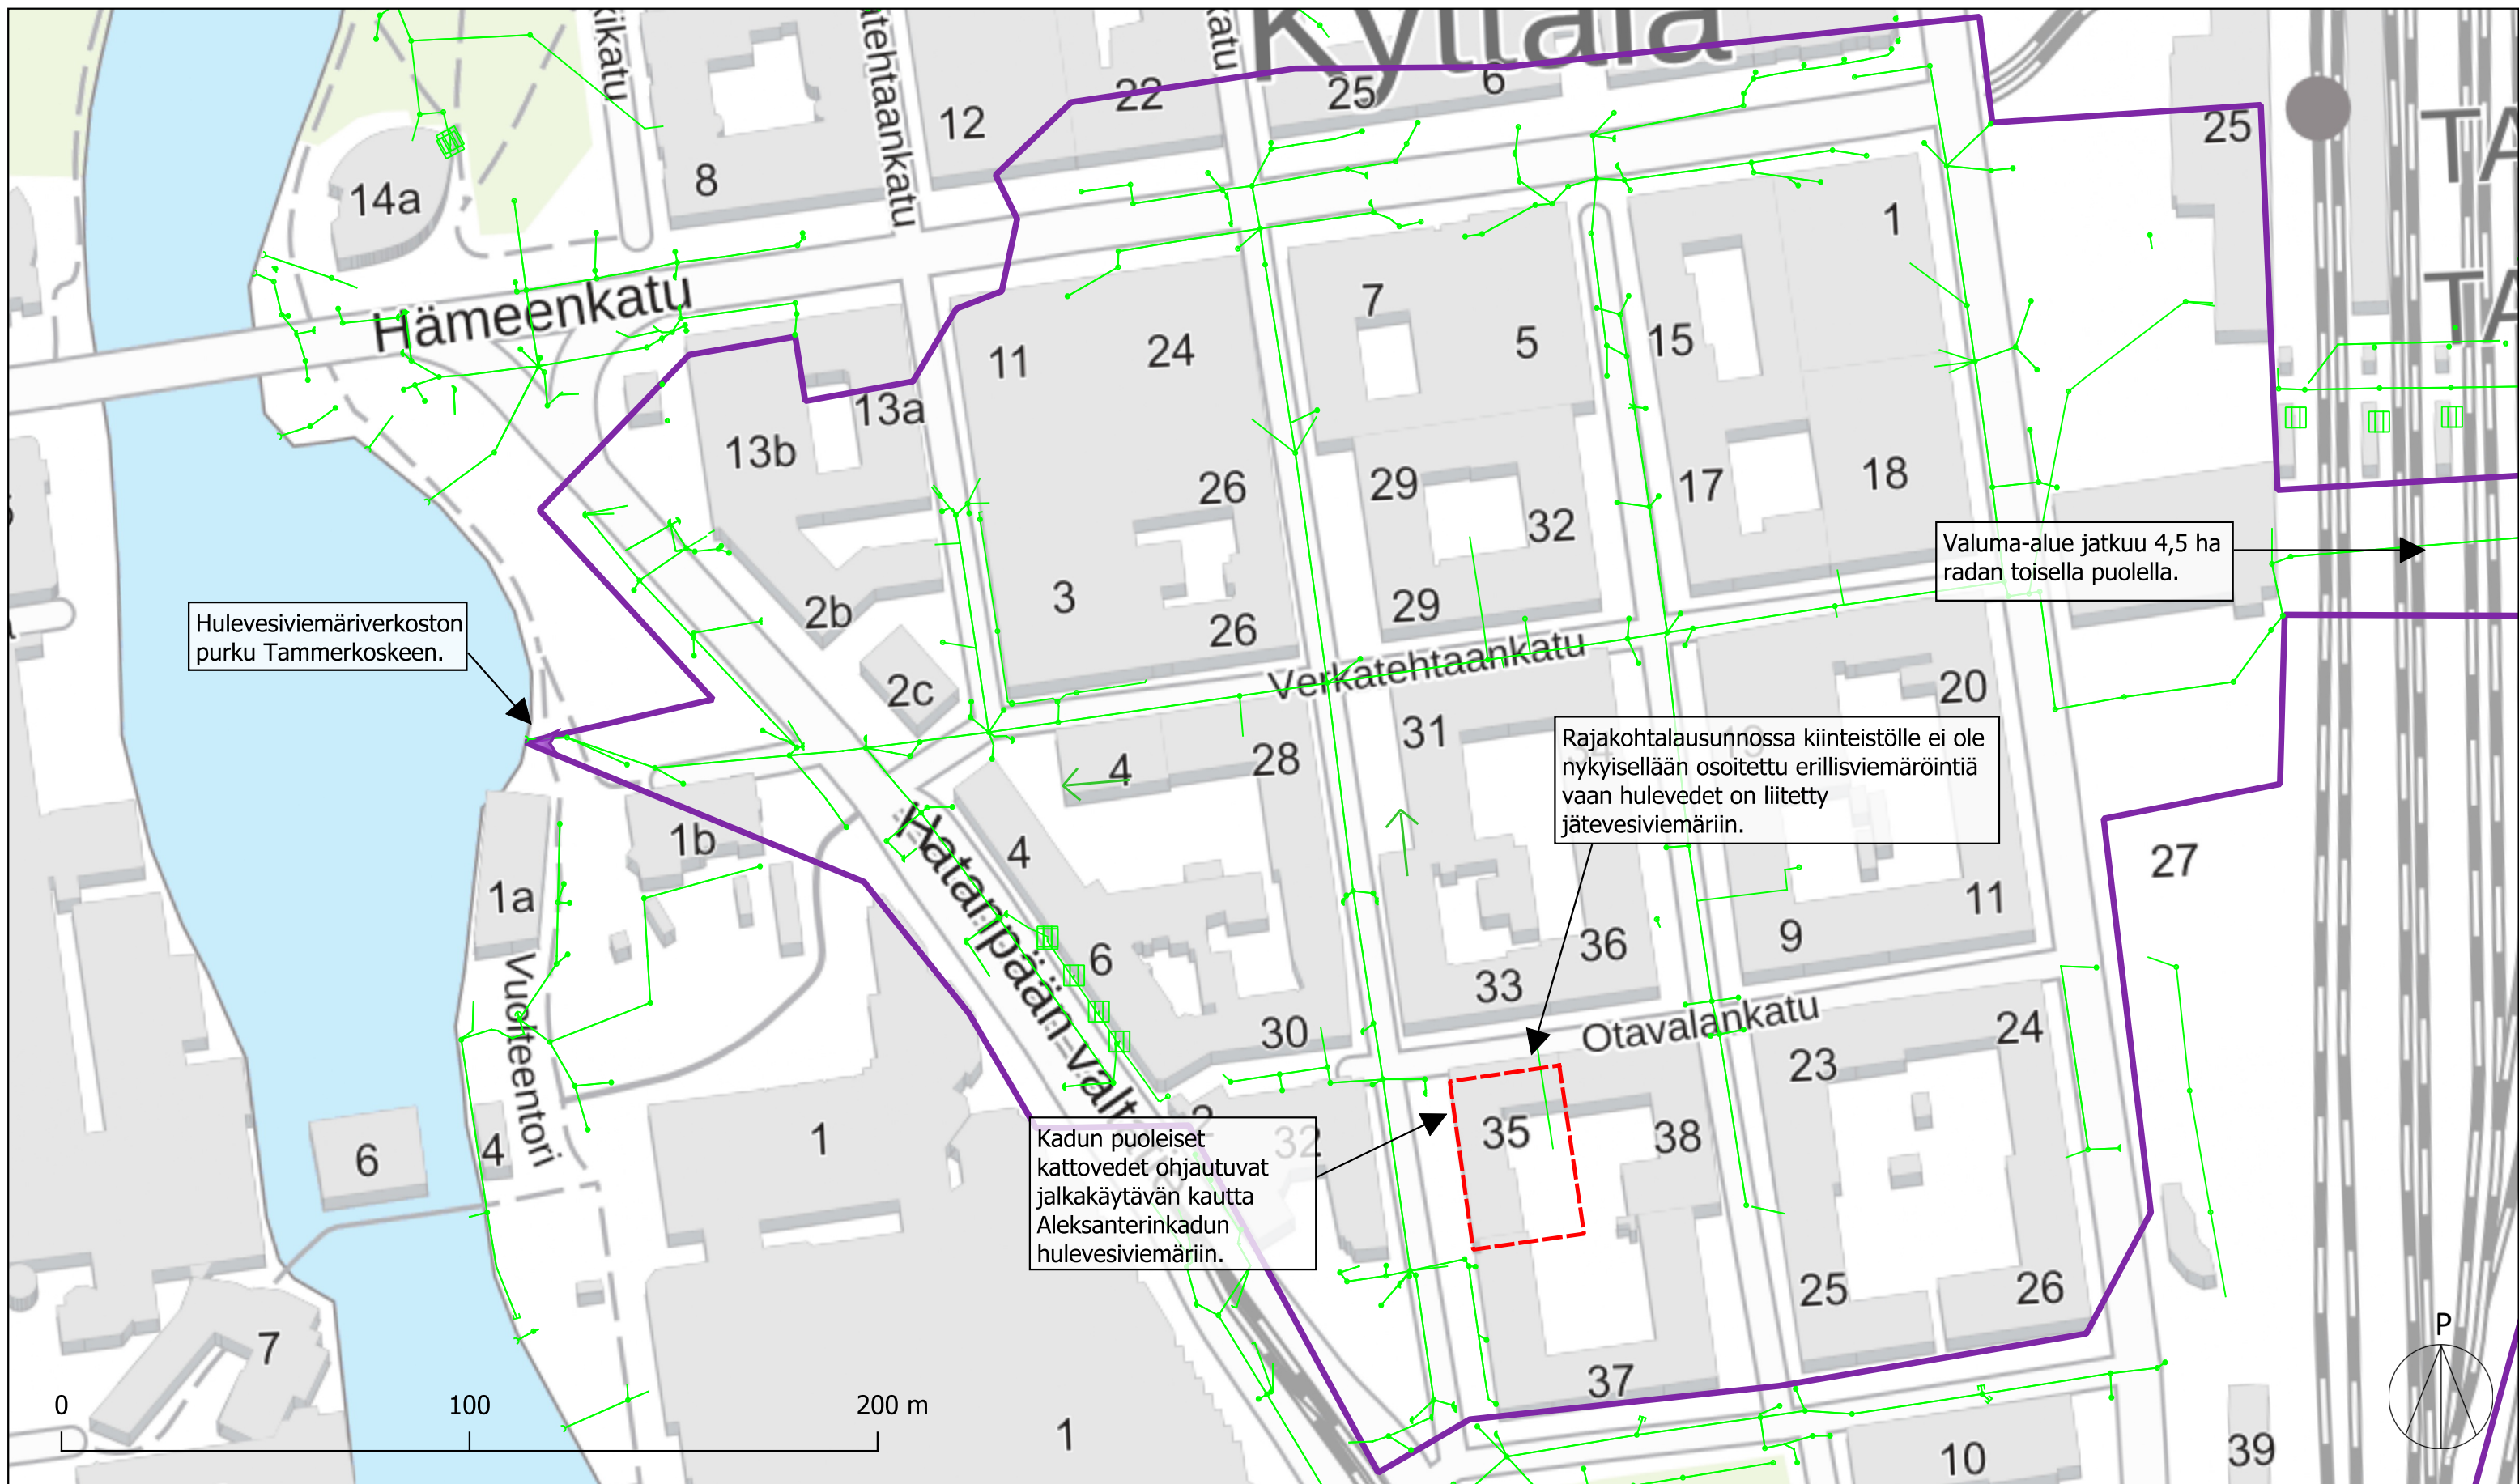 Kyttälä
katu
25
6
22
12
8
14a
25
TA
TA
1
Hämeenkatu
7
5
15
11
24
13a
13b
26
29
17
18
32
Valuma-alue jatkuu 4,5 ha
radan toisella puolella.
3
29
26
2b
2c
Verkatehtaankatu
Hulevesiviemäriverkoston
purku Tammerkoskeen.
20
31
4
28
Rajakohtalausunnossa kiinteistölle ei ole
nykyisellään osoitettu erillisviemäröintiä
vaan hulevedet on liitetty
jätevesiviemäriin.
1b
4
27
1a
6
36
9
11
33
30
Otavalankatu
24
23
Hatanpään valtatie
Vuolteentori
35
38
32
2
Kadun puoleiset
kattovedet ohjautuvat
jalkakäytävän kautta
Aleksanterinkadun
hulevesiviemäriin.
6
4
1
25
26
7
37
P
0 100 200 m
1
10
39